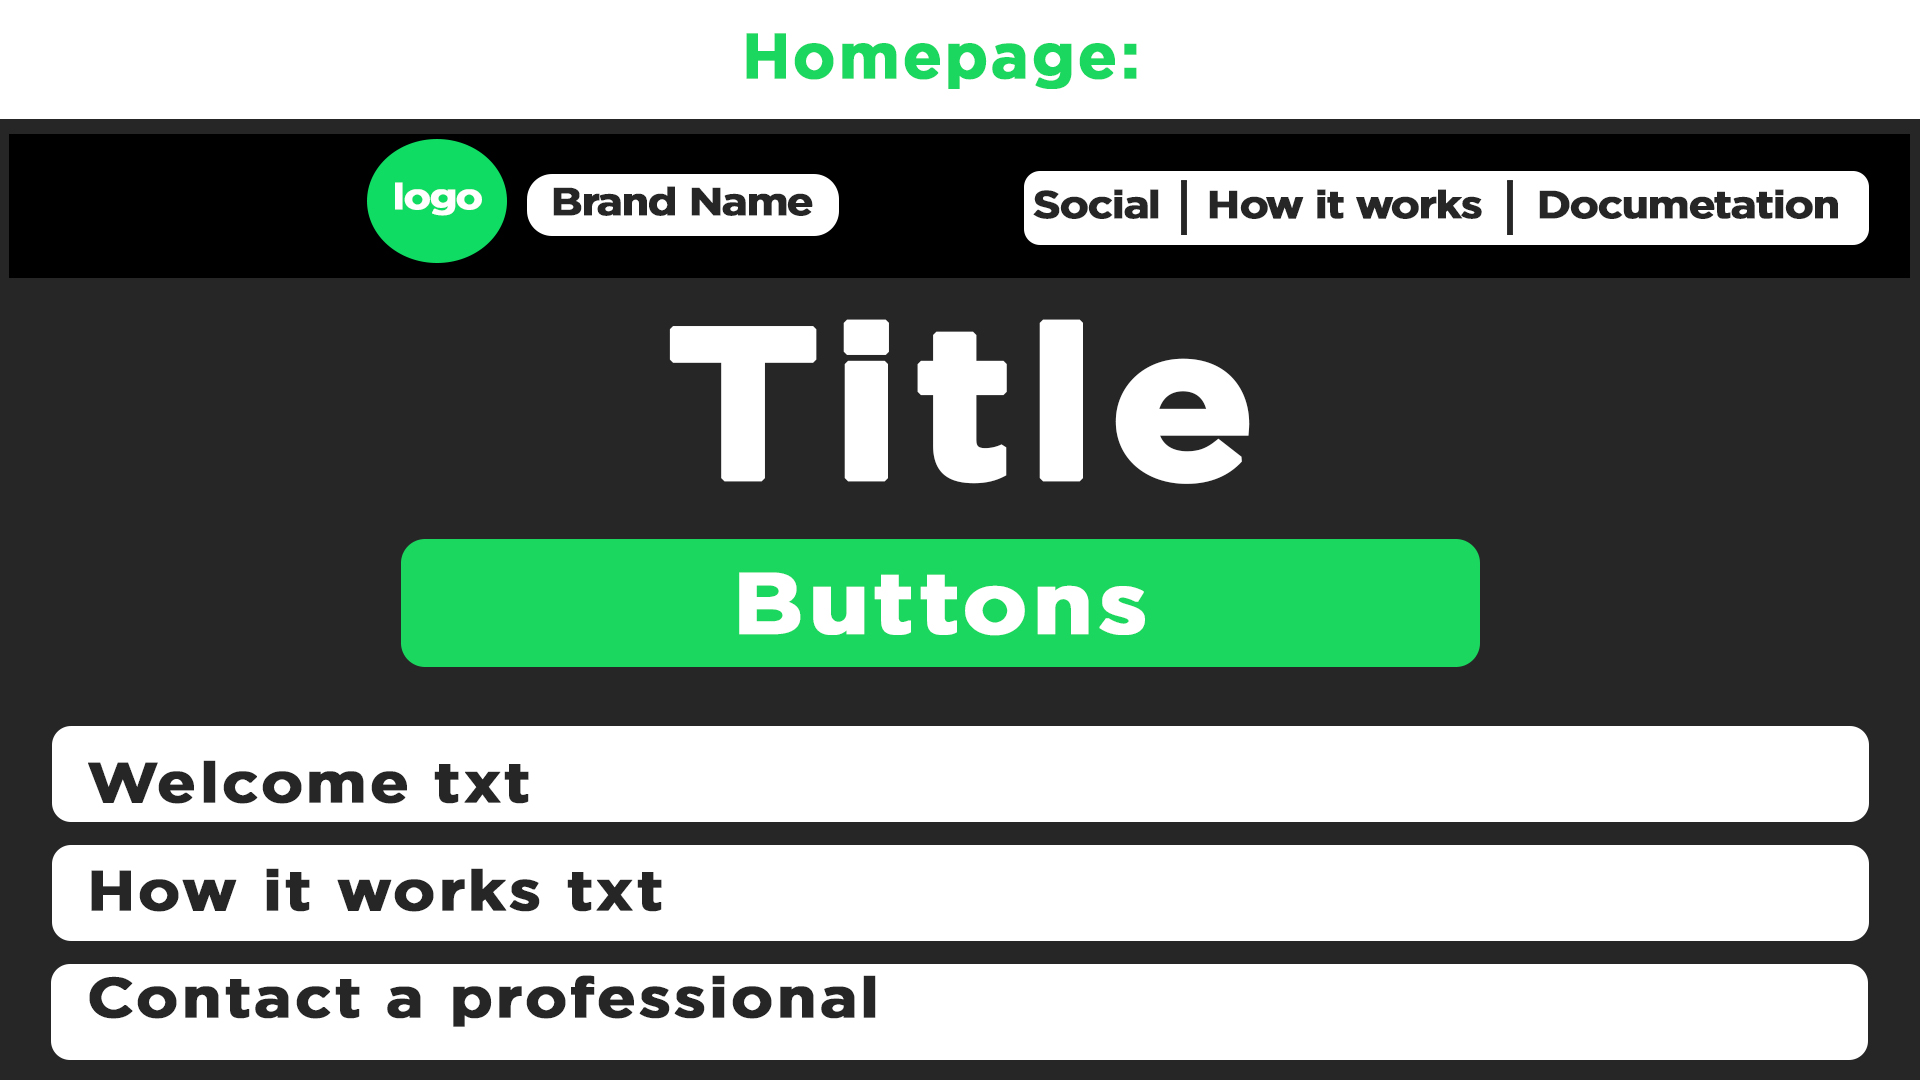 Homepage:
logo
Brand Name
Social | How it works | Documetation
Title
Buttons
Welcome txt
How it works txt
Contact a professional